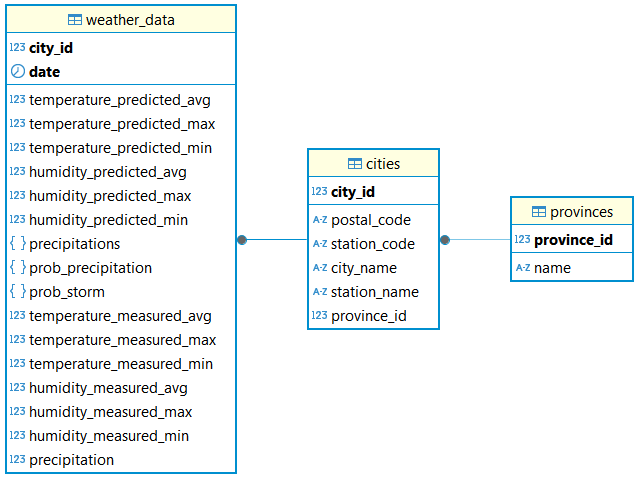 weather_data
123 city_id
date
123 temperature_predicted_avg
123 temperature_predicted_max
123 temperature_predicted_min
123 humidity_predicted_avg
123 humidity_predicted_max
123 humidity_predicted_min
{ } precipitations
{ } prob_precipitation
{ } prob_storm
123 temperature_measured_avg
123 temperature_measured_max
123 temperature_measured_min
123 humidity_measured_avg
123 humidity_measured_max
123 humidity_measured_min
123 precipitation
cities
123 city_id
A-Z postal_code
A-Z station_code
A-Z city_name
A-Z station_name
123 province_id
provinces
123 province_id
A-Z name